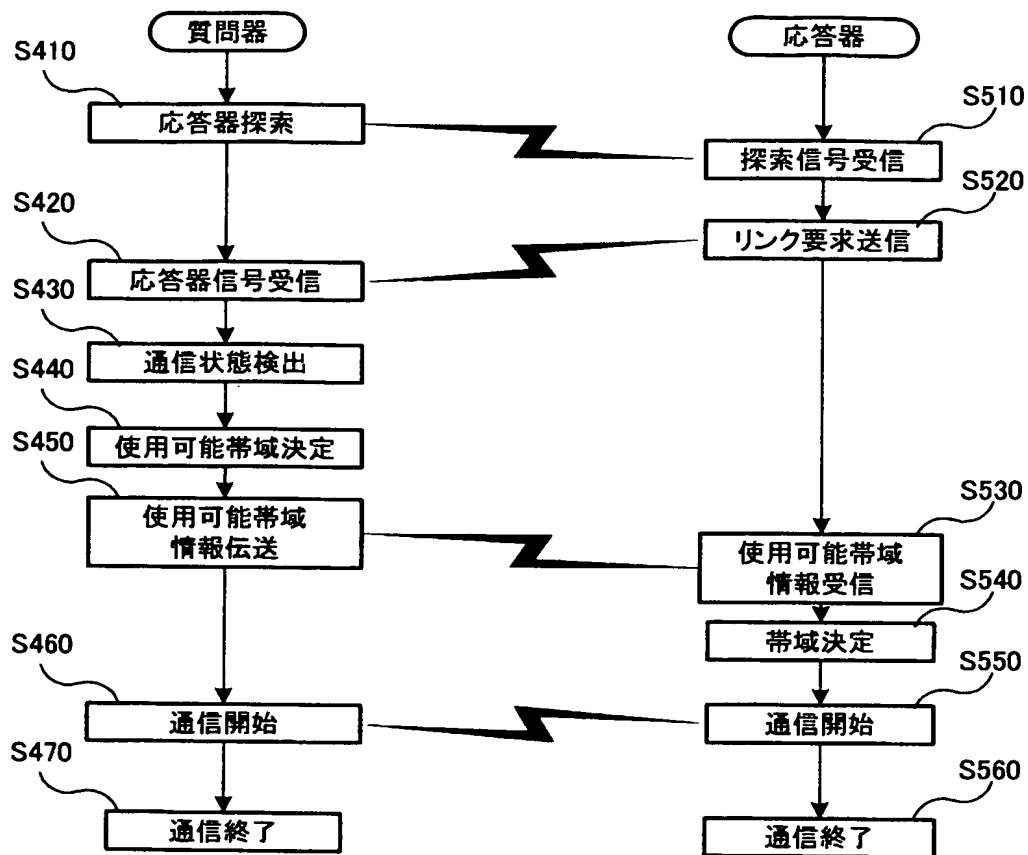 質問器
S410
応答器探索
S420
応答器信号受信
S430
通信状態検出
S440
使用可能帯域決定
S450
使用可能帯域
情報伝送
S460
通信開始
S470
通信終了
応答器
S510
探索信号受信
S520
リンク要求送信
S530
使用可能帯域
情報受信
S540
帯域決定
S550
通信開始
S560
通信終了